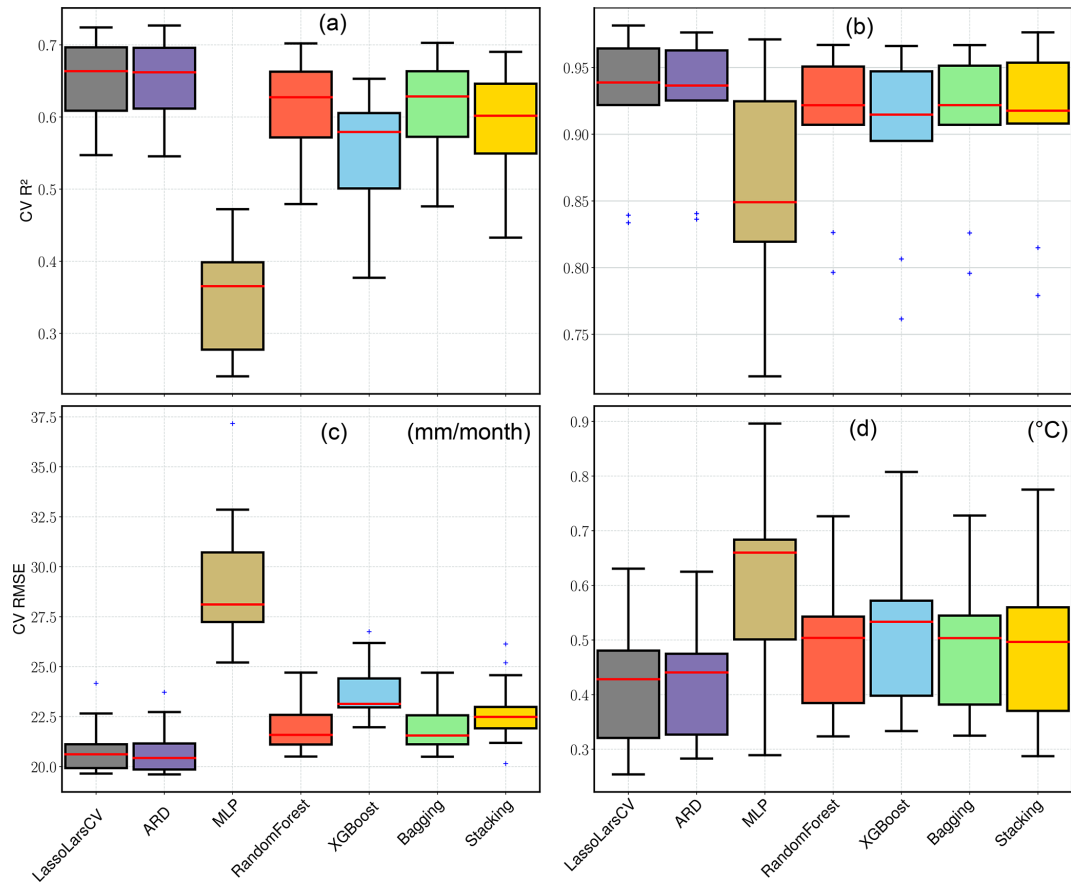 (a)
CV R²
0.7
0.6
0.5
0.4
0.3
(b)
0.95
0.90
0.85
0.80
0.75
(c)
(mm/month)
CV RMSE
37.5
35.0
32.5
30.0
27.5
25.0
22.5
20.0
LassoLarsCV
ARD
MLP
RandomForest
XGBoost
Bagging
Stacking
(d)
(°C)
0.9
0.8
0.7
0.6
0.5
0.4
0.3
LassoLarsCV
ARD
MLP
RandomForest
XGBoost
Bagging
Stacking